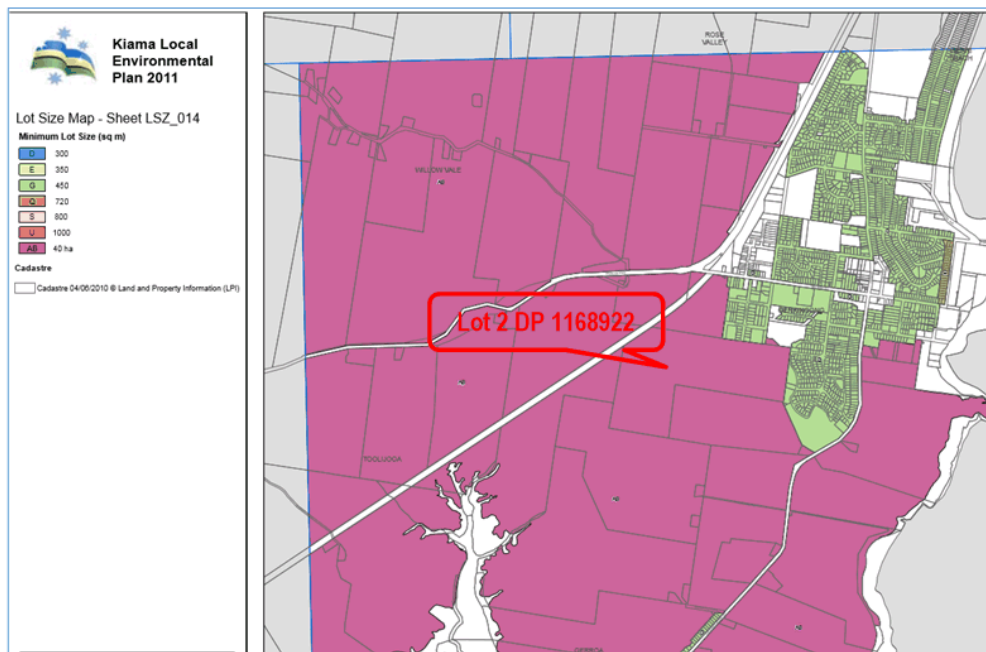 Kiama Local
Environmental
Plan 2011
Lot Size Map - Sheet LSZ_014
Minimum Lot Size (sq m)
D 300
E 350
G 450
Q 720
S 800
U 1000
AB 40 ha
Cadastre
Cadastre 04/06/2010 © Land and Property Information (LPI)
ROSE
VALLEY
WILLOW VALE
Lot 2 DP 1168922
TOOLIJOOA
GERROA